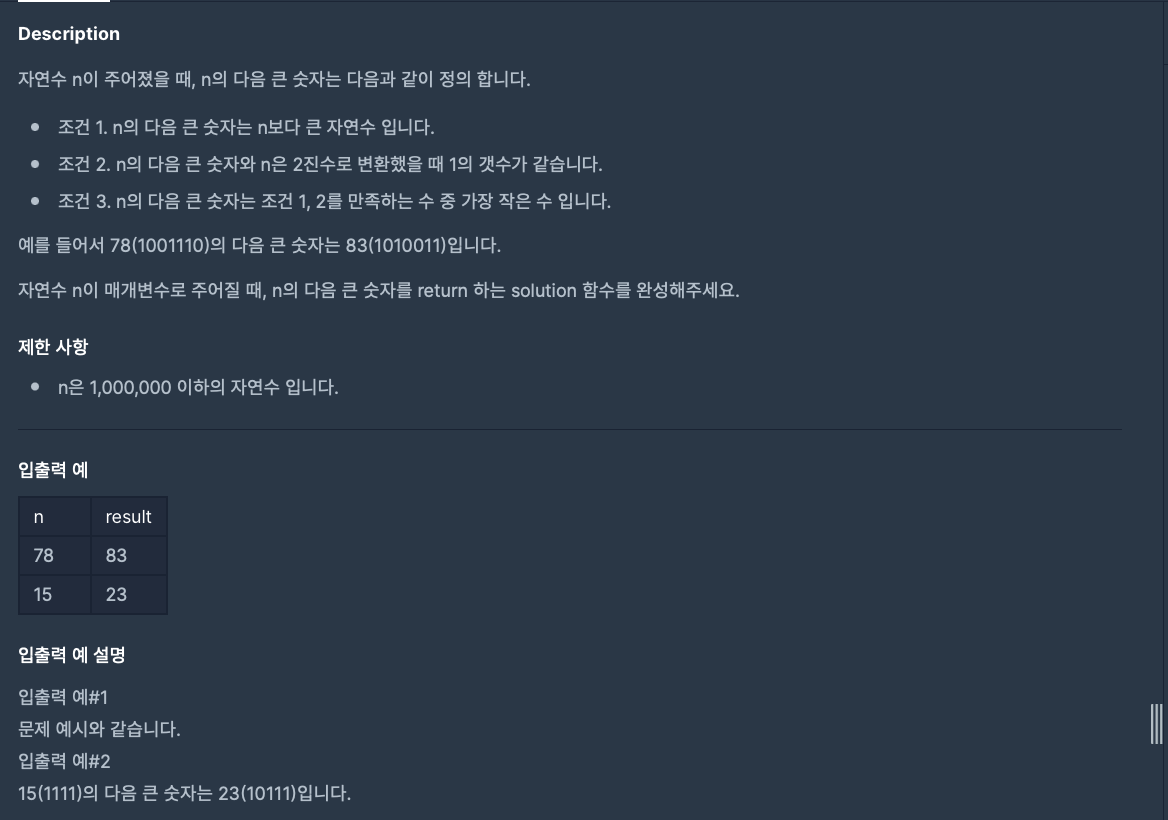 Description
자연수 n이 주어졌을 때, n의 다음 큰 숫자는 다음과 같이 정의 합니다.
조건 1. n의 다음 큰 숫자는 n보다 큰 자연수 입니다.
조건 2. n의 다음 큰 숫자와 n은 2진수로 변환했을 때 1의 갯수가 같습니다.
조건 3. n의 다음 큰 숫자는 조건 1, 2를 만족하는 수 중 가장 작은 수 입니다.
예를 들어서 78(1001110)의 다음 큰 숫자는 83(1010011)입니다.
자연수 n이 매개변수로 주어질 때, n의 다음 큰 숫자를 return 하는 solution 함수를 완성해주세요.
제한 사항
n은 1,000,000 이하의 자연수 입니다.
입출력 예
n result
78 83
15 23
입출력 예 설명
입출력 예#1
문제 예시와 같습니다.
입출력 예#2
15(1111)의 다음 큰 숫자는 23(10111)입니다.